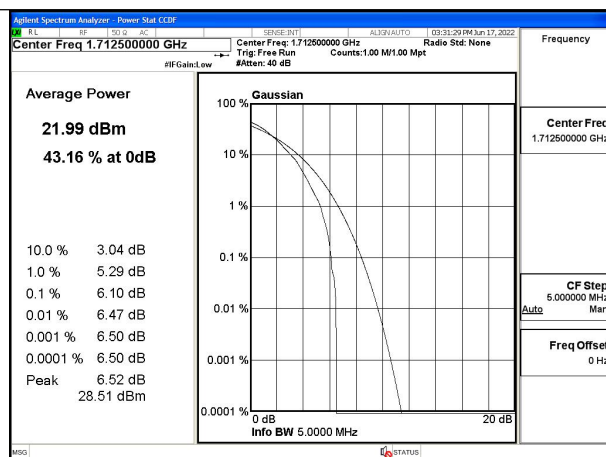 Agilent Spectrum Analyzer - Power Stat CCDF
LXI RL RF 50 Ω AC SENSE:INT ALIGNAUTO 03:31:29 PM Jun 17, 2022
Center Freq 1.712500000 GHz
#IFGain:Low
Center Freq: 1.712500000 GHz Radio Std: None
Trig: Free Run Counts:1.00 M/1.00 Mpt
#Atten: 40 dB
Average Power
21.99 dBm
43.16 % at 0dB
10.0 % 3.04 dB
1.0 % 5.29 dB
0.1 % 6.10 dB
0.01 % 6.47 dB
0.001 % 6.50 dB
0.0001 % 6.50 dB
Peak 6.52 dB
28.51 dBm
Gaussian
100 %
10 %
1 %
0.1 %
0.01 %
0.001 %
0.0001 %
0 dB 20 dB
Info BW 5.0000 MHz
Frequency
Center Freq
1.712500000 GHz
CF Step
5.000000 MHz
Auto Man
Freq Offset
0 Hz
MSG STATUS